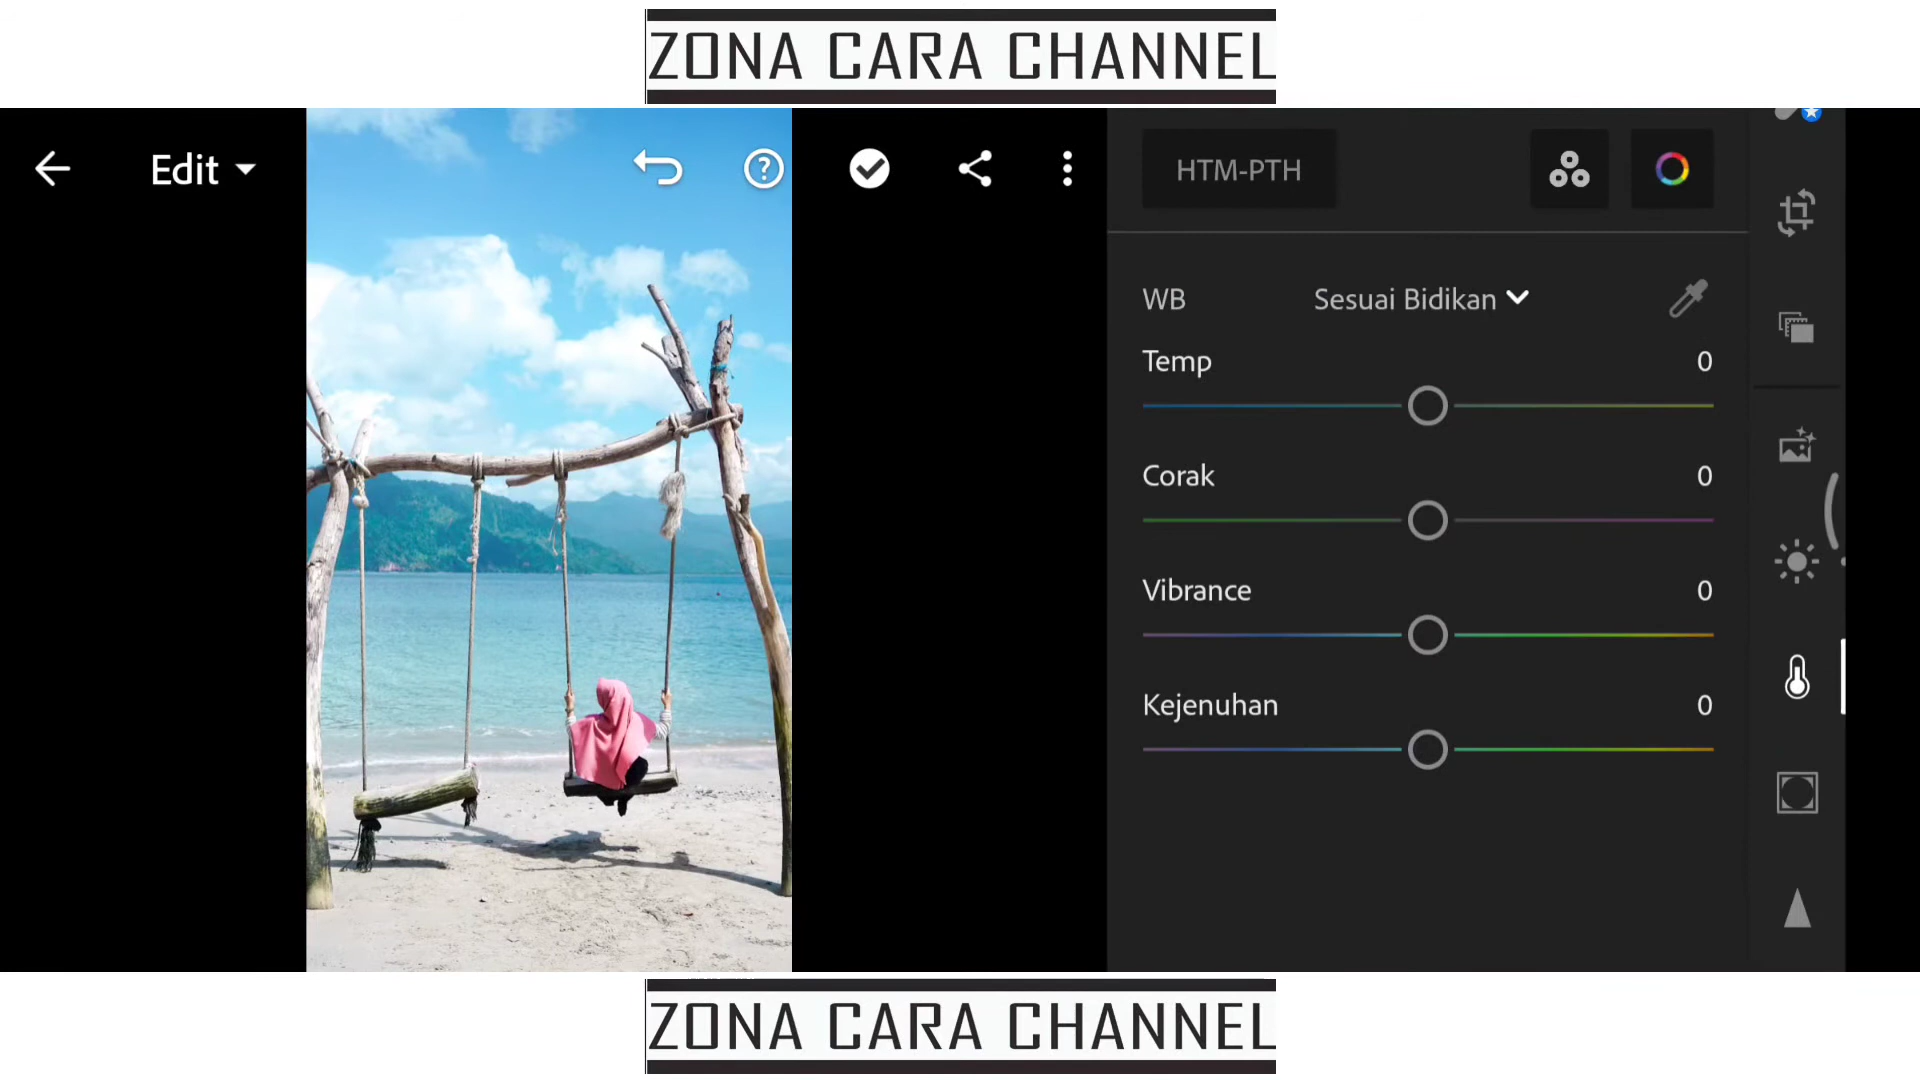 ZONA CARA CHANNEL
Edit
HTM-PTH
WB Sesuai Bidikan
Temp 0
Corak 0
Vibrance 0
Kejenuhan 0
ZONA CARA CHANNEL